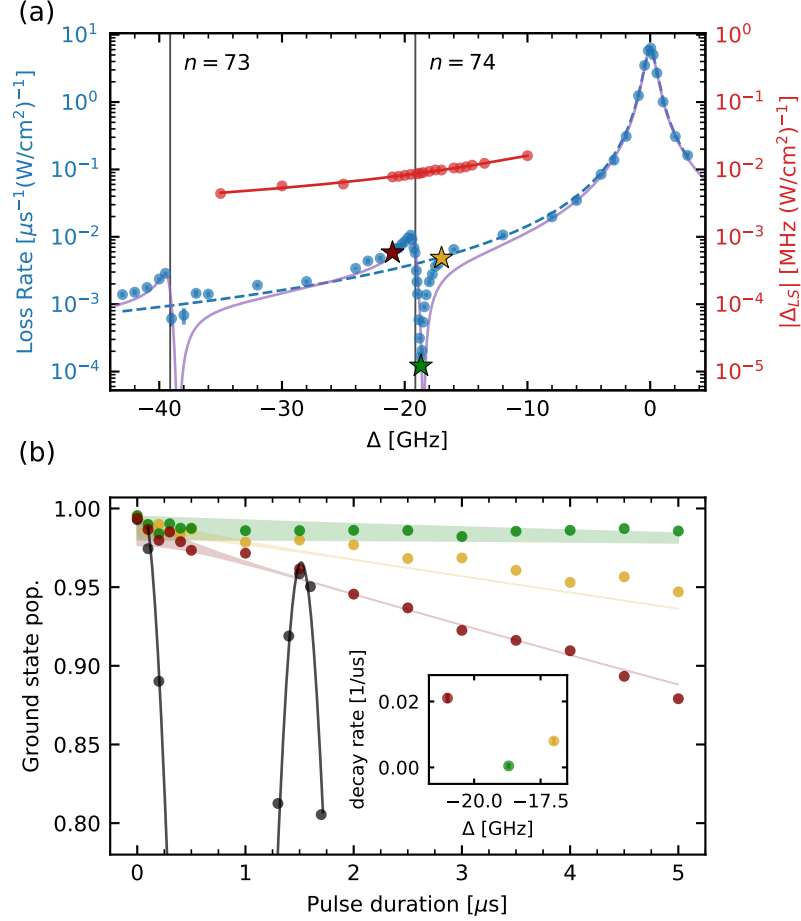 (a)
n = 73
n = 74
10¹
10⁰
10⁻¹
10⁻²
10⁻³
10⁻⁴
Loss Rate [μs⁻¹(W/cm²)⁻¹]
10⁰
10⁻¹
10⁻²
10⁻³
10⁻⁴
10⁻⁵
|Δ_LS| [MHz (W/cm²)⁻¹]
−40 −30 −20 −10 0
Δ [GHz]
(b)
1.00
0.95
0.90
0.85
0.80
Ground state pop.
0.02
0.00
decay rate [1/us]
−20.0 −17.5
Δ [GHz]
0 1 2 3 4 5
Pulse duration [μs]